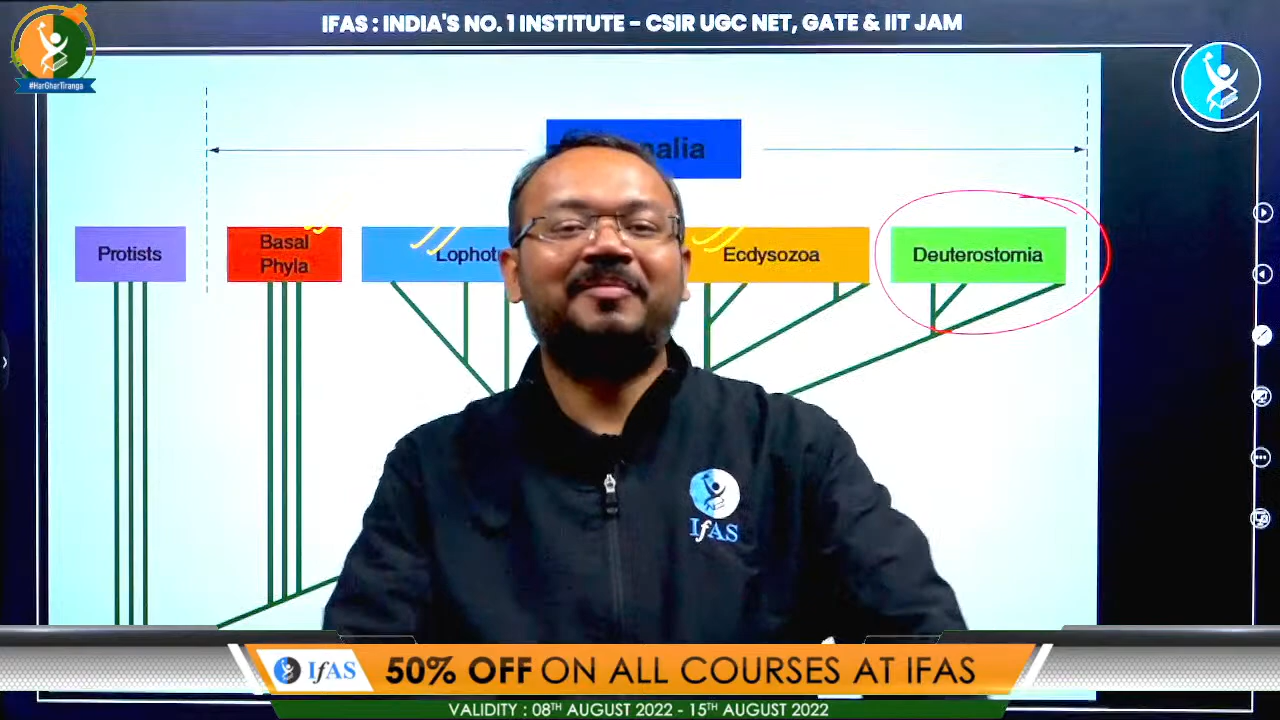 IFAS : INDIA'S NO. 1 INSTITUTE - CSIR UGC NET, GATE & IIT JAM
#HarGharTiranga
Protists
Basal
Phyla
Ecdysozoa
Deuterostomia
IfAS
IfAS
50% OFF ON ALL COURSES AT IFAS
VALIDITY : 08TH AUGUST 2022 - 15TH AUGUST 2022